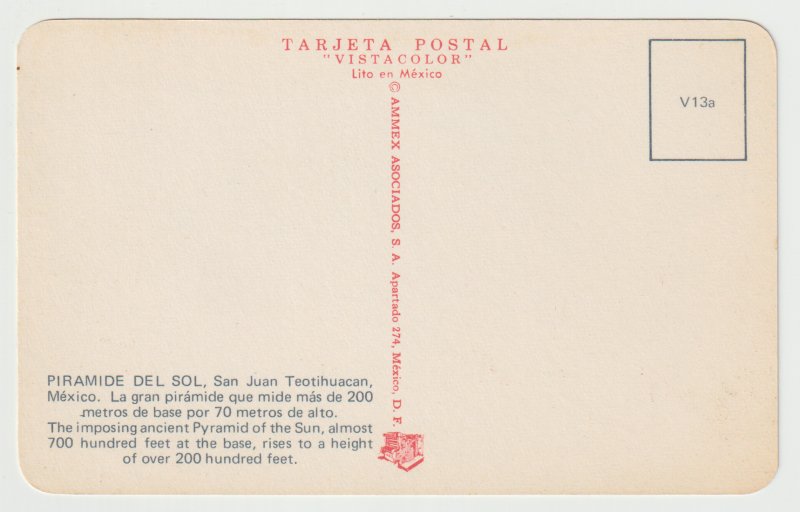 TARJETA POSTAL
"VISTACOLOR"
Lito en México
© AMMEX ASOCIADOS, S. A. Apartado 274, México, D. F.
V13a
PIRAMIDE DEL SOL, San Juan Teotihuacan,
México. La gran pirámide que mide más de 200
metros de base por 70 metros de alto.
The imposing ancient Pyramid of the Sun, almost
700 hundred feet at the base, rises to a height
of over 200 hundred feet.